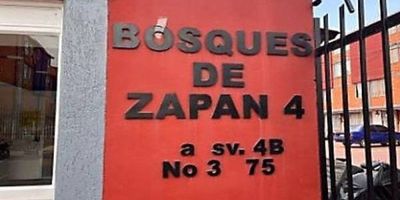 BOSQUES
DE
ZAPAN 4
a sv. 4B
No 3 75